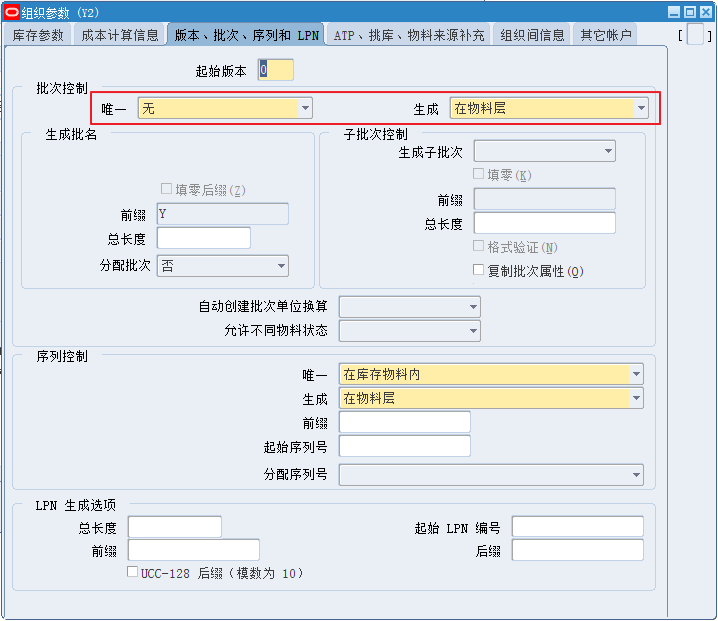 组织参数 (Y2)
库存参数 成本计算信息 版本、批次、序列和 LPN ATP、挑库、物料来源补充 组织间信息 其它帐户 [ ]
起始版本 0
批次控制
唯一 无 生成 在物料层
生成批名 子批次控制
生成子批次
填零后缀(Z) 填零(K)
前缀 Y 前缀
总长度 总长度
格式验证(N)
分配批次 否 复制批次属性(O)
自动创建批次单位换算
允许不同物料状态
序列控制
唯一 在库存物料内
生成 在物料层
前缀
起始序列号
分配序列号
LPN 生成选项
总长度 起始 LPN 编号
前缀 后缀
UCC-128 后缀（模数为 10）